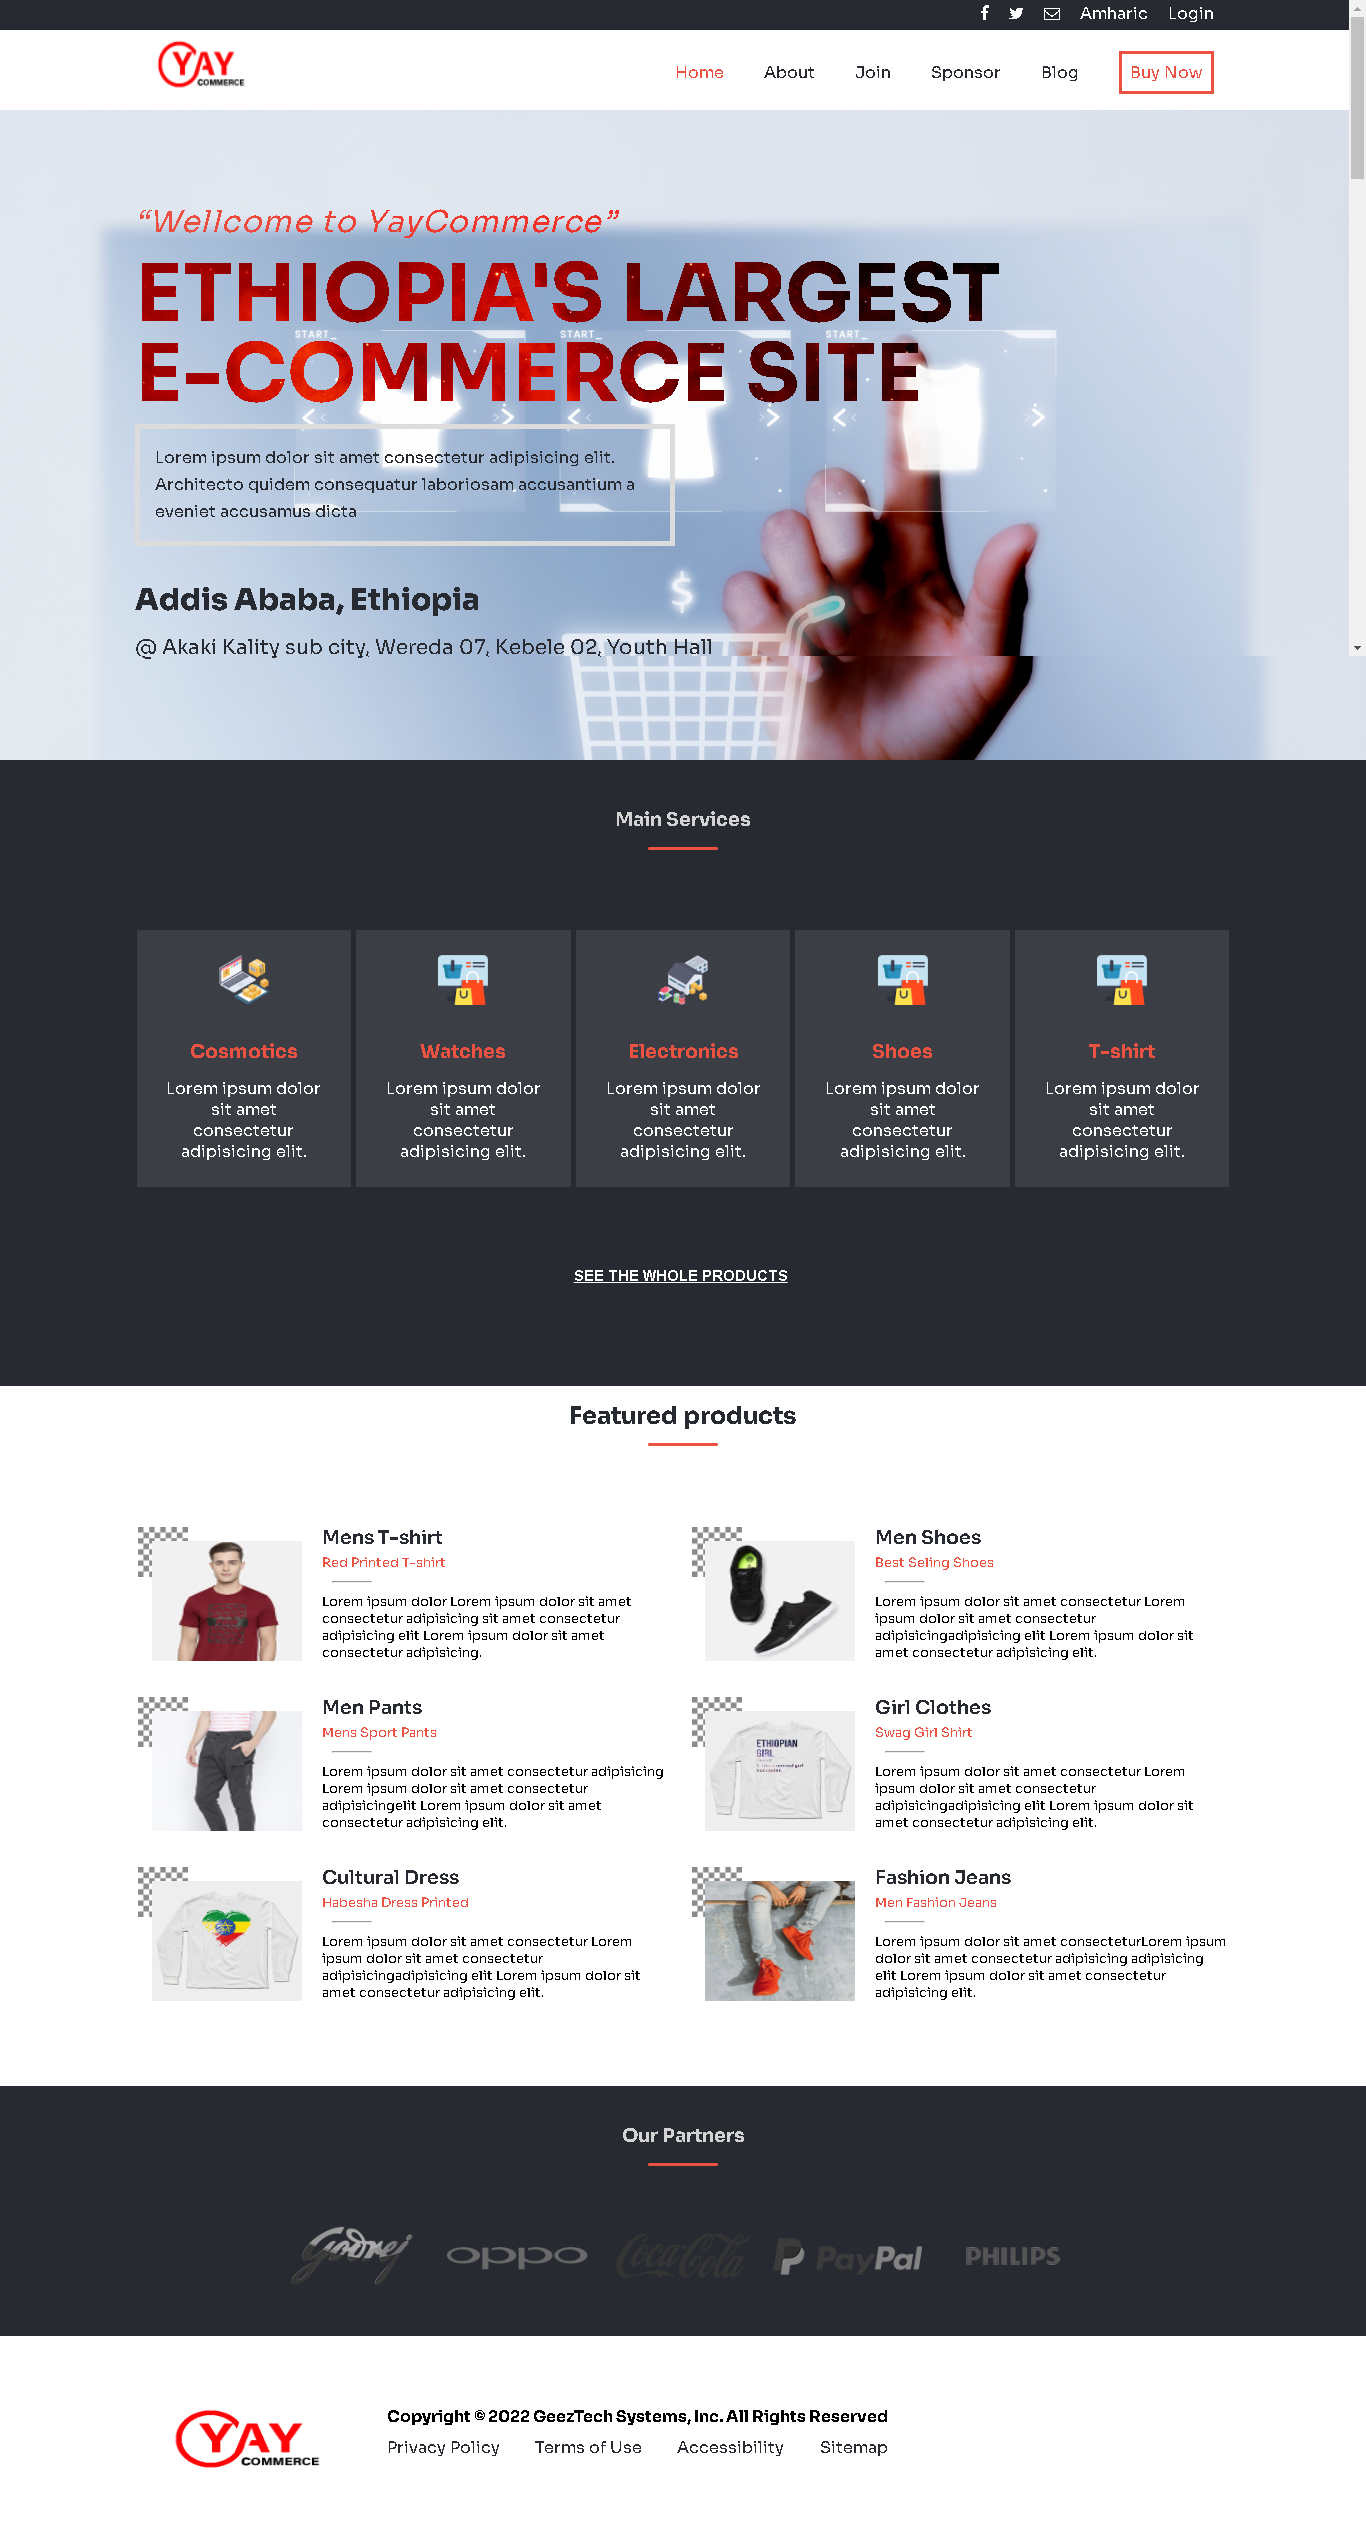 Amharic Login
YAY
COMMERCE
Home About Join Sponsor Blog Buy Now
“Wellcome to YayCommerce”
ETHIOPIA'S LARGEST
E-COMMERCE SITE
START_ START_ START_
Lorem ipsum dolor sit amet consectetur adipisicing elit.
Architecto quidem consequatur laboriosam accusantium a
eveniet accusamus dicta
$
Addis Ababa, Ethiopia
@ Akaki Kality sub city, Wereda 07, Kebele 02, Youth Hall
Main Services
Cosmotics
Lorem ipsum dolor
sit amet
consectetur
adipisicing elit.
Watches
Lorem ipsum dolor
sit amet
consectetur
adipisicing elit.
Electronics
Lorem ipsum dolor
sit amet
consectetur
adipisicing elit.
Shoes
Lorem ipsum dolor
sit amet
consectetur
adipisicing elit.
T-shirt
Lorem ipsum dolor
sit amet
consectetur
adipisicing elit.
SEE THE WHOLE PRODUCTS
Featured products
Mens T-shirt
Red Printed T-shirt
Lorem ipsum dolor Lorem ipsum dolor sit amet
consectetur adipisicing sit amet consectetur
adipisicing elit Lorem ipsum dolor sit amet
consectetur adipisicing.
Men Shoes
Best Seling Shoes
Lorem ipsum dolor sit amet consectetur Lorem
ipsum dolor sit amet consectetur
adipisicingadipisicing elit Lorem ipsum dolor sit
amet consectetur adipisicing elit.
Men Pants
Mens Sport Pants
Lorem ipsum dolor sit amet consectetur adipisicing
Lorem ipsum dolor sit amet consectetur
adipisicingelit Lorem ipsum dolor sit amet
consectetur adipisicing elit.
ETHIOPIAN
GIRL
Girl Clothes
Swag Girl Shirt
Lorem ipsum dolor sit amet consectetur Lorem
ipsum dolor sit amet consectetur
adipisicingadipisicing elit Lorem ipsum dolor sit
amet consectetur adipisicing elit.
Cultural Dress
Habesha Dress Printed
Lorem ipsum dolor sit amet consectetur Lorem
ipsum dolor sit amet consectetur
adipisicingadipisicing elit Lorem ipsum dolor sit
amet consectetur adipisicing elit.
Fashion Jeans
Men Fashion Jeans
Lorem ipsum dolor sit amet consecteturLorem ipsum
dolor sit amet consectetur adipisicing adipisicing
elit Lorem ipsum dolor sit amet consectetur
adipisicing elit.
Our Partners
Godrej oppo Coca-Cola PayPal PHILIPS
YAY
COMMERCE
Copyright © 2022 GeezTech Systems, Inc. All Rights Reserved
Privacy Policy Terms of Use Accessibility Sitemap